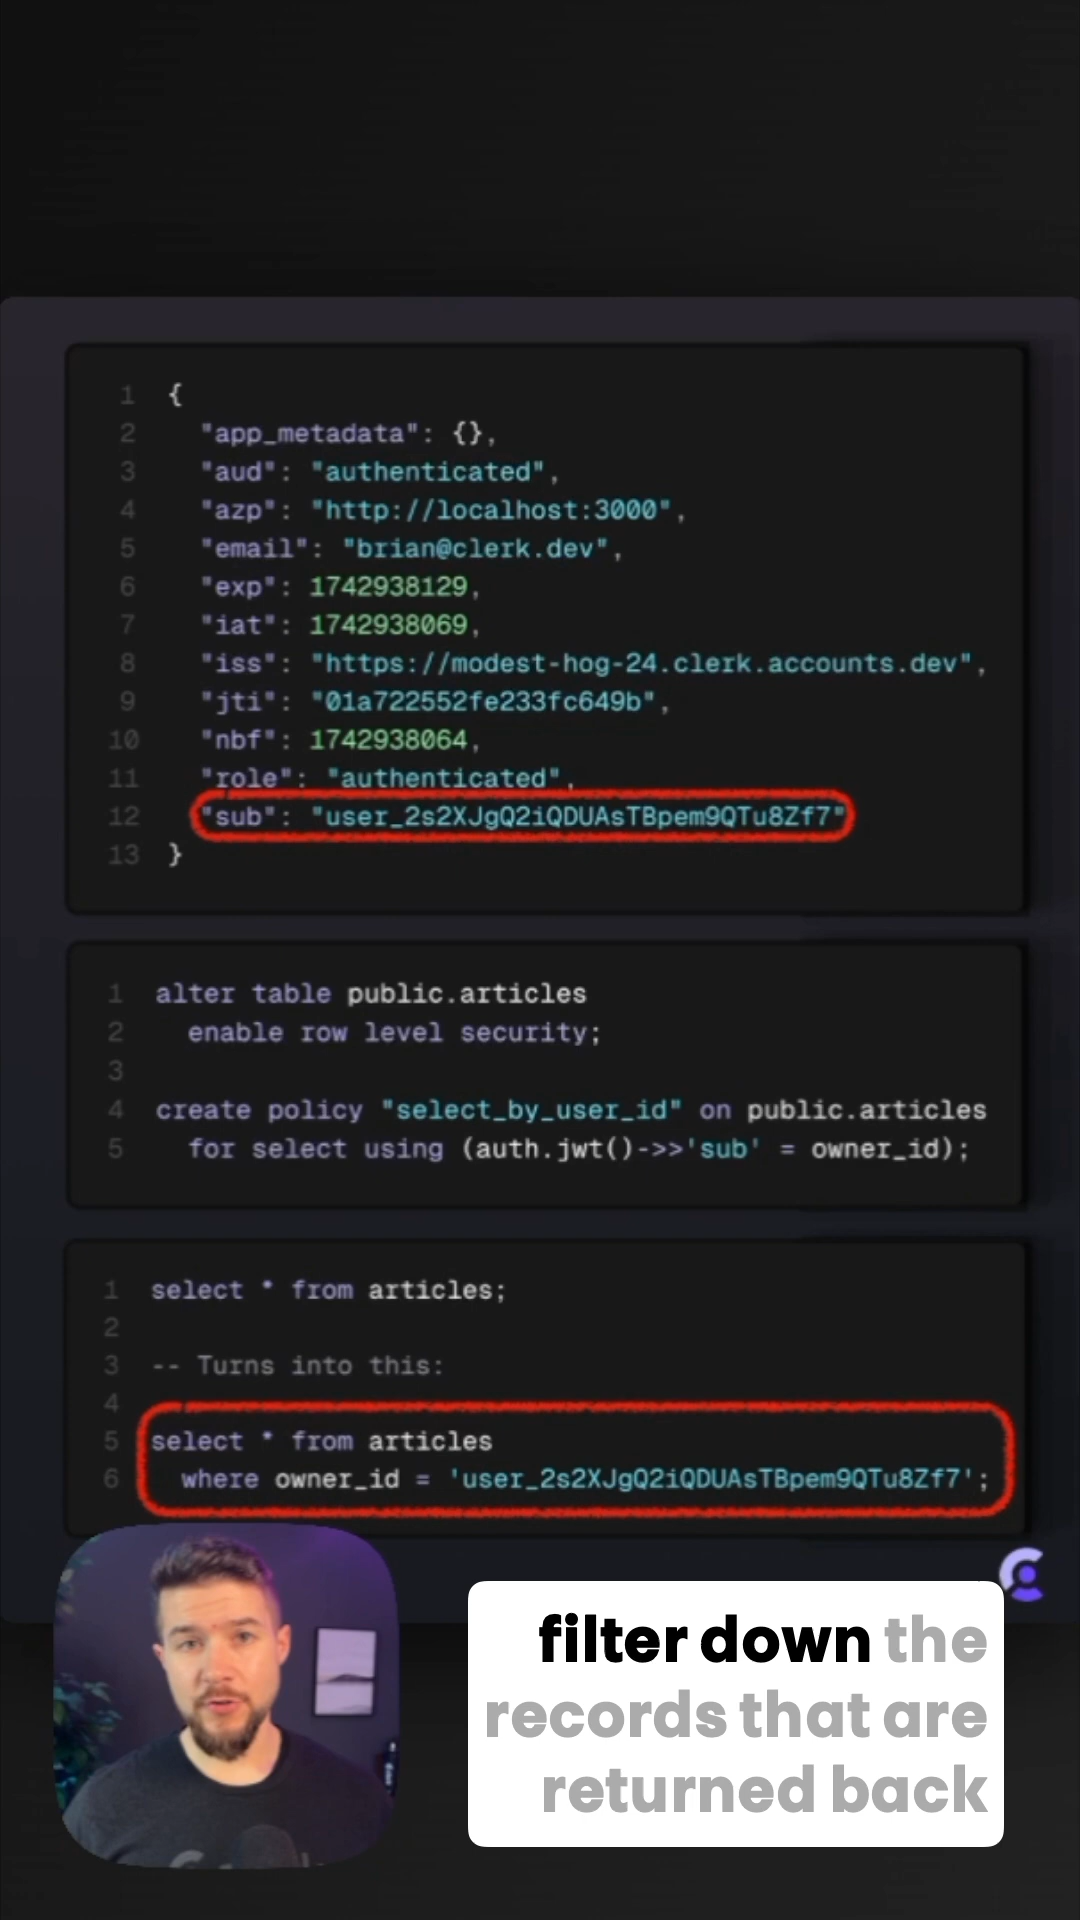 1 {
2 "app_metadata": {},
3 "aud": "authenticated",
4 "azp": "http://localhost:3000",
5 "email": "brian@clerk.dev",
6 "exp": 1742938129,
7 "iat": 1742938069,
8 "iss": "https://modest-hog-24.clerk.accounts.dev",
9 "jti": "01a722552fe233fc649b",
10 "nbf": 1742938064,
11 "role": "authenticated",
12 "sub": "user_2s2XJgQ2iQDUAsTBpem9QTu8Zf7"
13 }
1 alter table public.articles
2 enable row level security;
3
4 create policy "select_by_user_id" on public.articles
5 for select using (auth.jwt()->>'sub' = owner_id);
1 select * from articles;
2
3 -- Turns into this:
4
5 select * from articles
6 where owner_id = 'user_2s2XJgQ2iQDUAsTBpem9QTu8Zf7';
filter down the
records that are
returned back